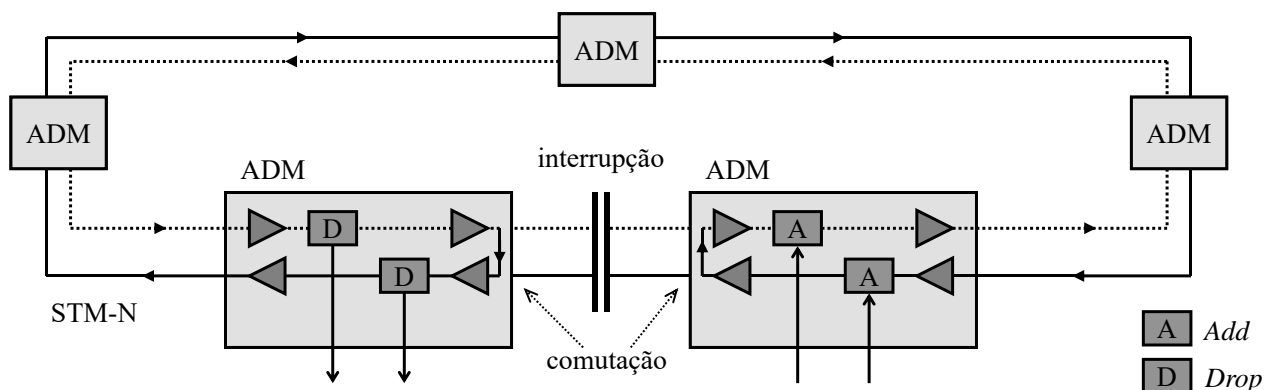 ADM
ADM
ADM
ADM
interrupção
ADM
D
A
D
A
STM-N
comutação
A Add
D Drop